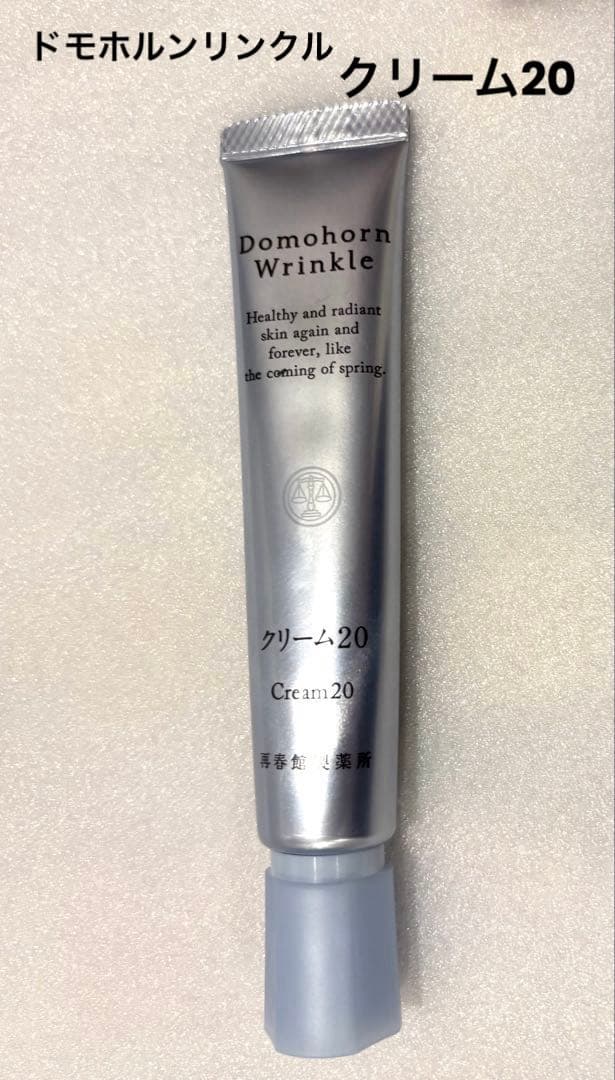 ドモホルンリンクル
クリーム20
Domohorn
Wrinkle
Healthy and radiant
skin again and
forever, like
the coming of spring.
クリーム20
Cream20
再春館製薬所